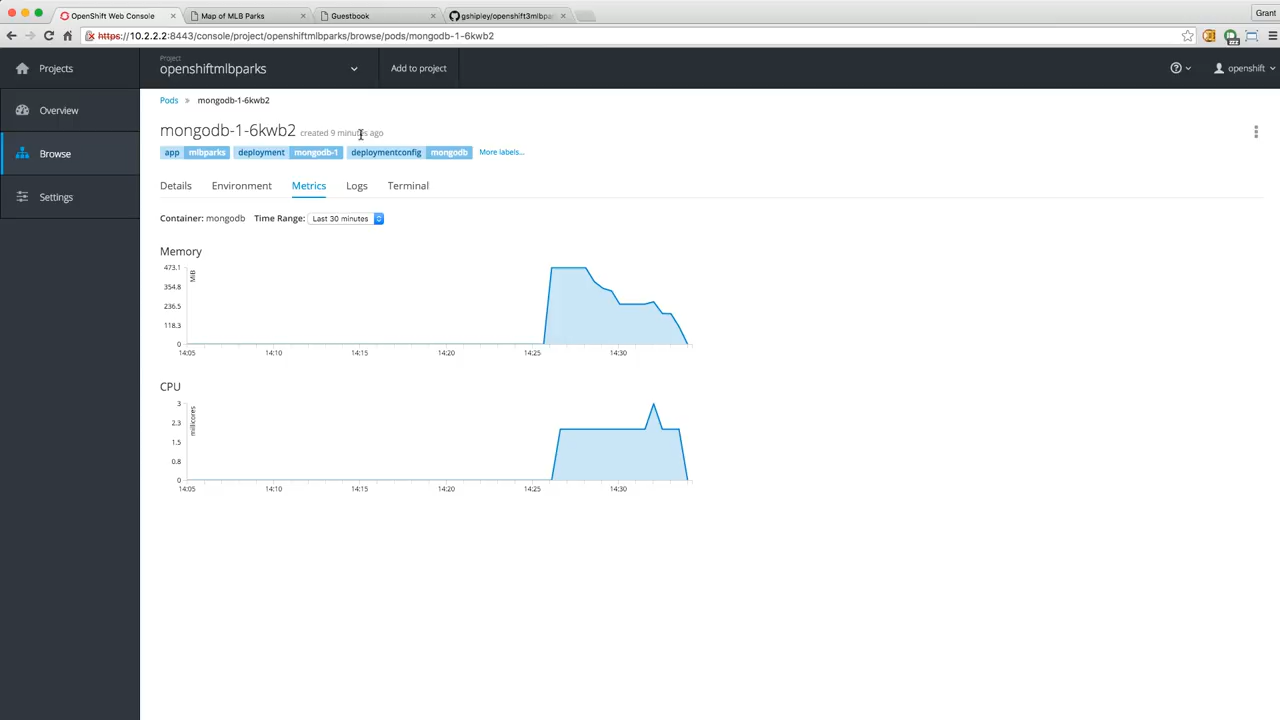 OpenShift Web Console
Map of MLB Parks
Guestbook
gshipley/openshift3mlbpar
Grant
https://10.2.2.2:8443/console/project/openshiftmlbparks/browse/pods/mongodb-1-6kwb2
Projects
Project
openshiftmlbparks
Add to project
openshift
Overview
Browse
Settings
Pods » mongodb-1-6kwb2
mongodb-1-6kwb2 created 9 minutes ago
app mlbparks deployment mongodb-1 deploymentconfig mongodb More labels...
Details Environment Metrics Logs Terminal
Container: mongodb Time Range: Last 30 minutes
Memory
473.1
354.8
236.5
118.3
0
MiB
14:05 14:10 14:15 14:20 14:25 14:30
CPU
3
2.3
1.5
0.8
0
millicores
14:05 14:10 14:15 14:20 14:25 14:30